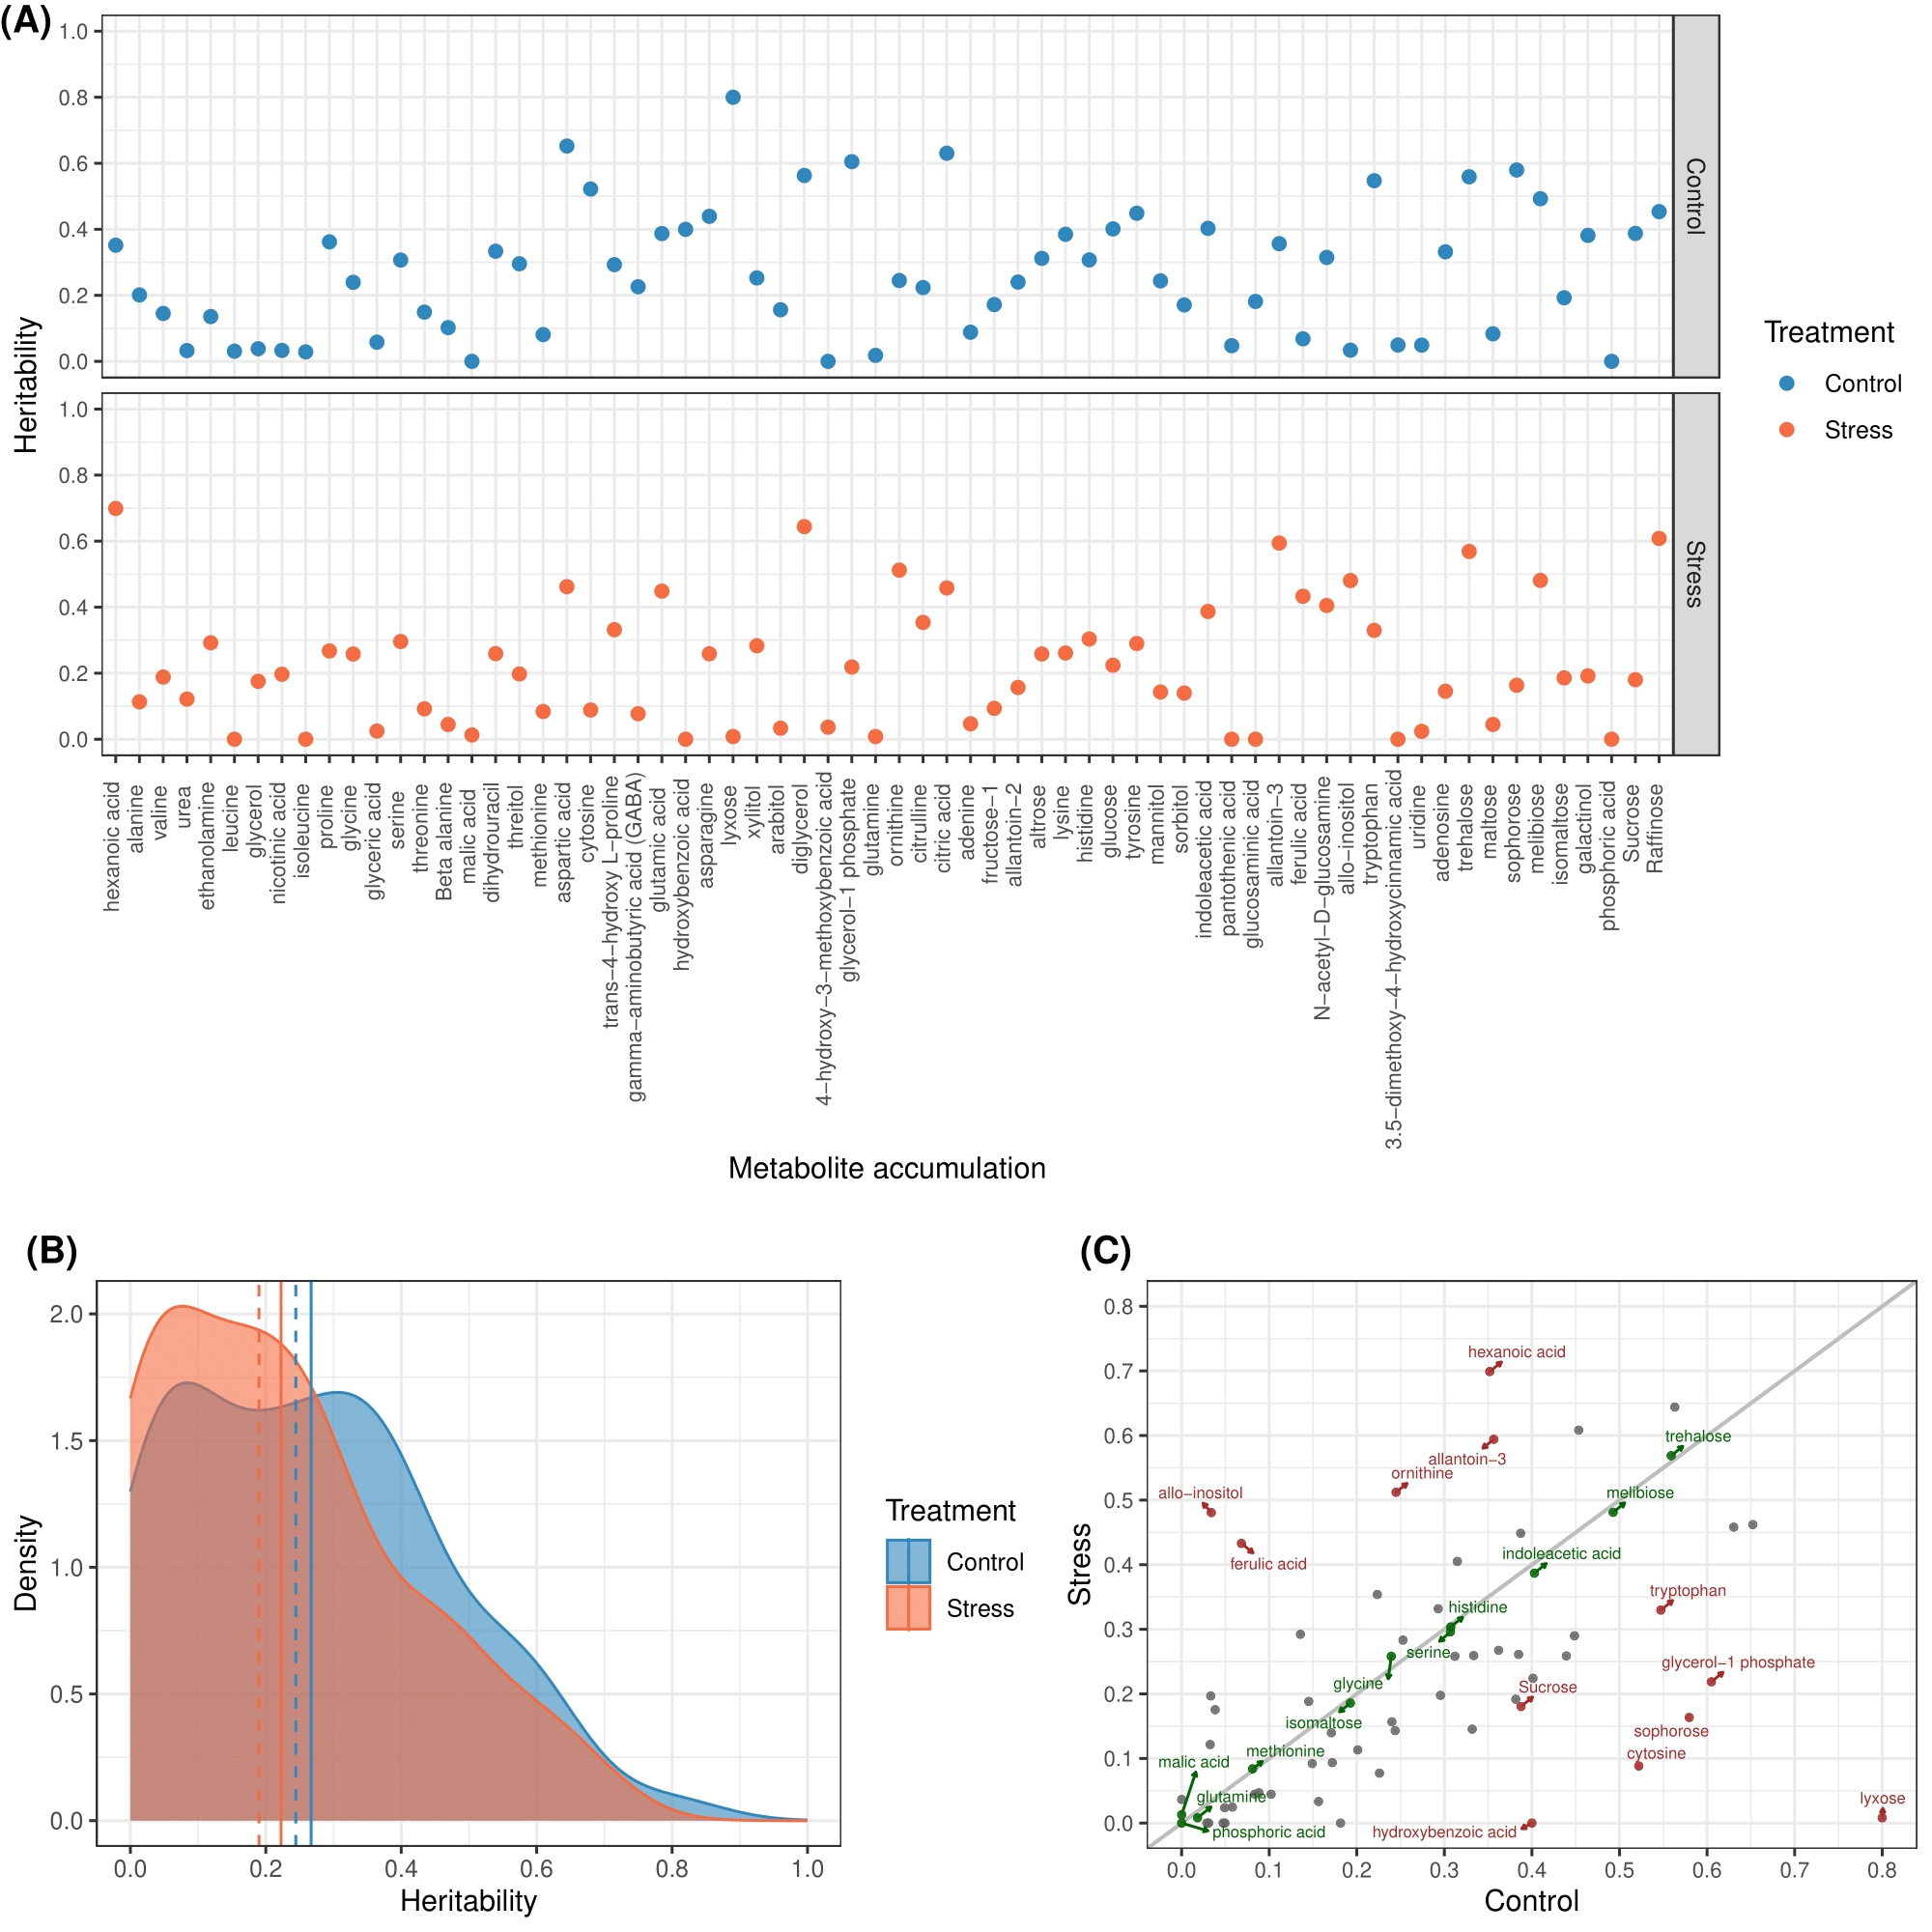 (A)
Heritability
1.0
0.8
0.6
0.4
0.2
0.0
Control
1.0
0.8
0.6
0.4
0.2
0.0
Stress
Treatment
Control
Stress
hexanoic acid
alanine
valine
urea
ethanolamine
leucine
glycerol
nicotinic acid
isoleucine
proline
glycine
glyceric acid
serine
threonine
Beta alanine
malic acid
dihydrouracil
threitol
methionine
aspartic acid
cytosine
trans−4−hydroxy L−proline
gamma−aminobutyric acid (GABA)
glutamic acid
hydroxybenzoic acid
asparagine
lyxose
xylitol
arabitol
diglycerol
4−hydroxy−3−methoxybenzoic acid
glycerol−1 phosphate
glutamine
ornithine
citrulline
citric acid
adenine
fructose−1
allantoin−2
altrose
lysine
histidine
glucose
tyrosine
mannitol
sorbitol
indoleacetic acid
pantothenic acid
glucosaminic acid
allantoin−3
ferulic acid
N−acetyl−D−glucosamine
allo−inositol
tryptophan
3.5−dimethoxy−4−hydroxycinnamic acid
uridine
adenosine
trehalose
maltose
sophorose
melbiose
isomaltose
galactinol
phosphoric acid
Sucrose
Raffinose
Metabolite accumulation
(B)
Density
2.0
1.5
1.0
0.5
0.0
0.0 0.2 0.4 0.6 0.8 1.0
Heritability
Treatment
Control
Stress
(C)
Stress
0.8
0.7
0.6
0.5
0.4
0.3
0.2
0.1
0.0
hexanoic acid
trehalose
allantoin−3
ornithine
allo−inositol
melibiose
indoleacetic acid
ferulic acid
tryptophan
histidine
serine
glycerol−1 phosphate
glycine
Sucrose
isomaltose
sophorose
methionine
cytosine
malic acid
glutamine
lyxose
phosphoric acid
hydroxybenzoic acid
0.0 0.1 0.2 0.3 0.4 0.5 0.6 0.7 0.8
Control